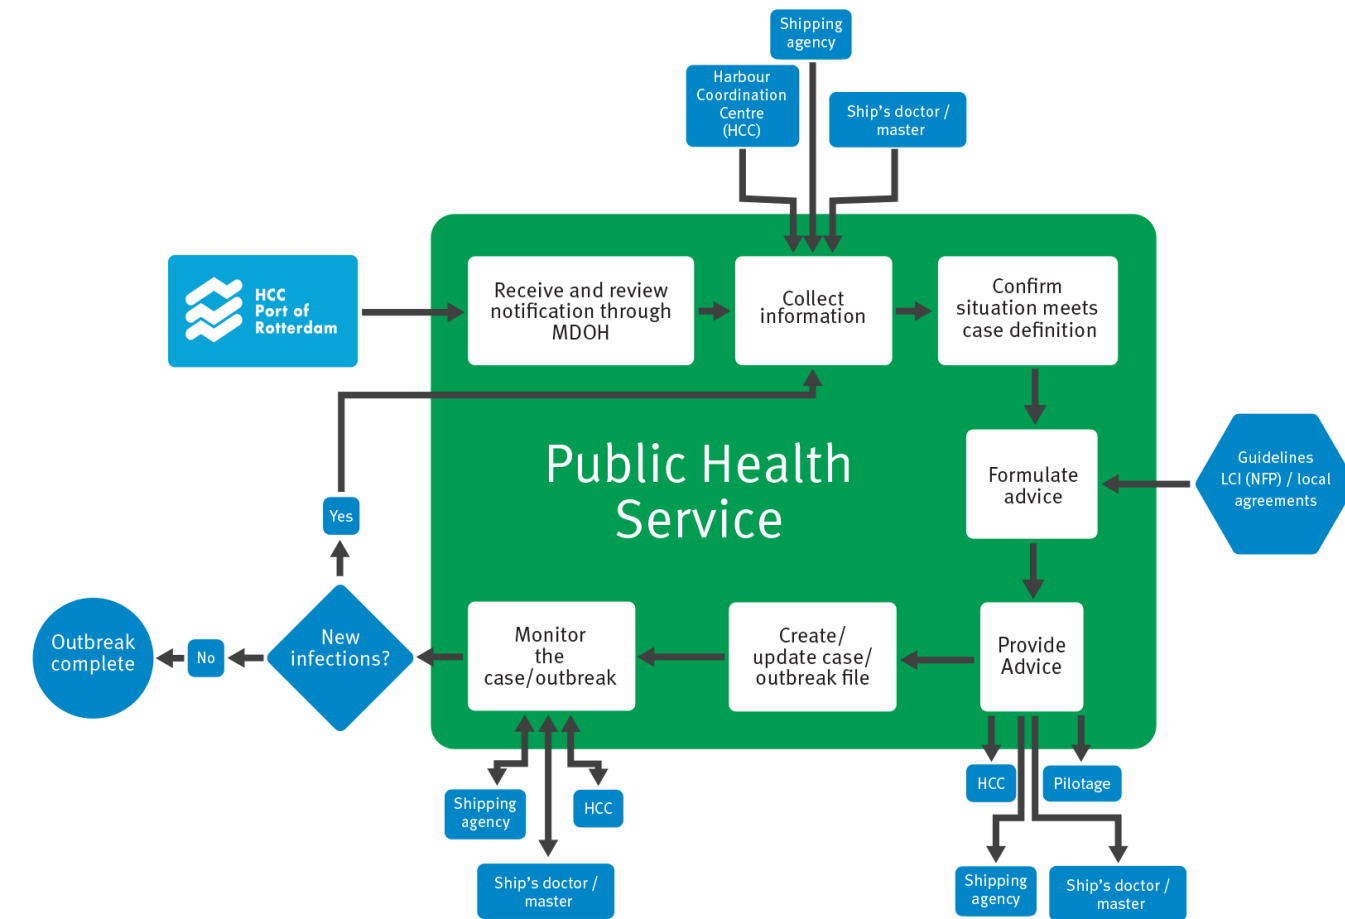 Shipping
agency
Harbour
Coordination
Centre
(HCC)
Ship's doctor /
master
HCC
Port of
Rotterdam
Receive and review
notification through
MDOH
Collect
information
Confirm
situation meets
case definition
Public Health
Service
Formulate
advice
Guidelines
LCI (NFP) / local
agreements
Yes
Outbreak
complete
No
New
infections?
Monitor
the
case/outbreak
Create/
update case/
outbreak file
Provide
Advice
Shipping
agency
HCC
Ship's doctor /
master
HCC
Pilotage
Shipping
agency
Ship's doctor /
master